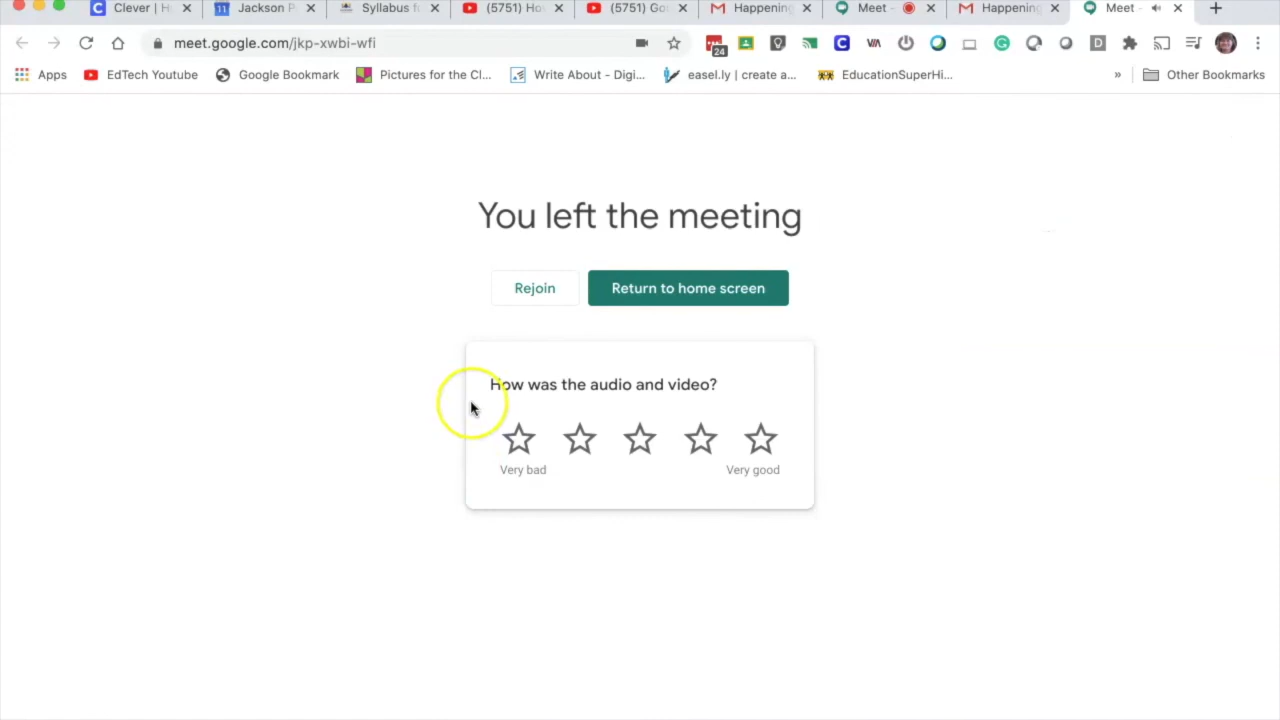 Clever | H Jackson P Syllabus f (5751) Ho (5751) Go Happening Meet - Happening Meet -
meet.google.com/jkp-xwbi-wfi
24
VIA
D
Apps EdTech Youtube Google Bookmark Pictures for the Cl... Write About - Digi... easel.ly | create a... EducationSuperHi... » Other Bookmarks
You left the meeting
Rejoin Return to home screen
How was the audio and video?
Very bad Very good